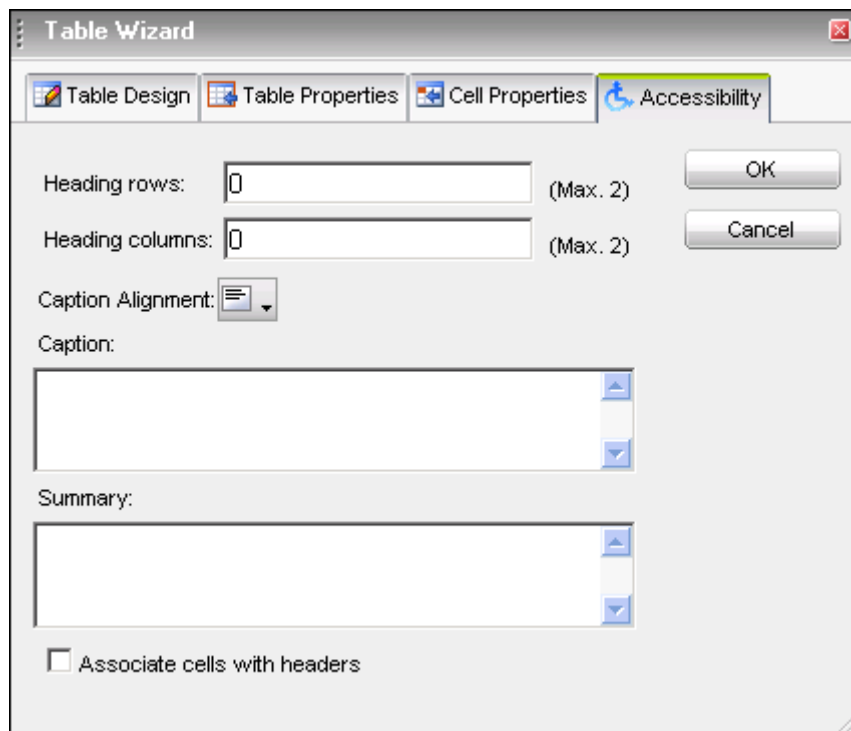 Table Wizard
Table Design Table Properties Cell Properties Accessibility
Heading rows: 0 (Max. 2) OK
Heading columns: 0 (Max. 2) Cancel
Caption Alignment:
Caption:
Summary:
Associate cells with headers